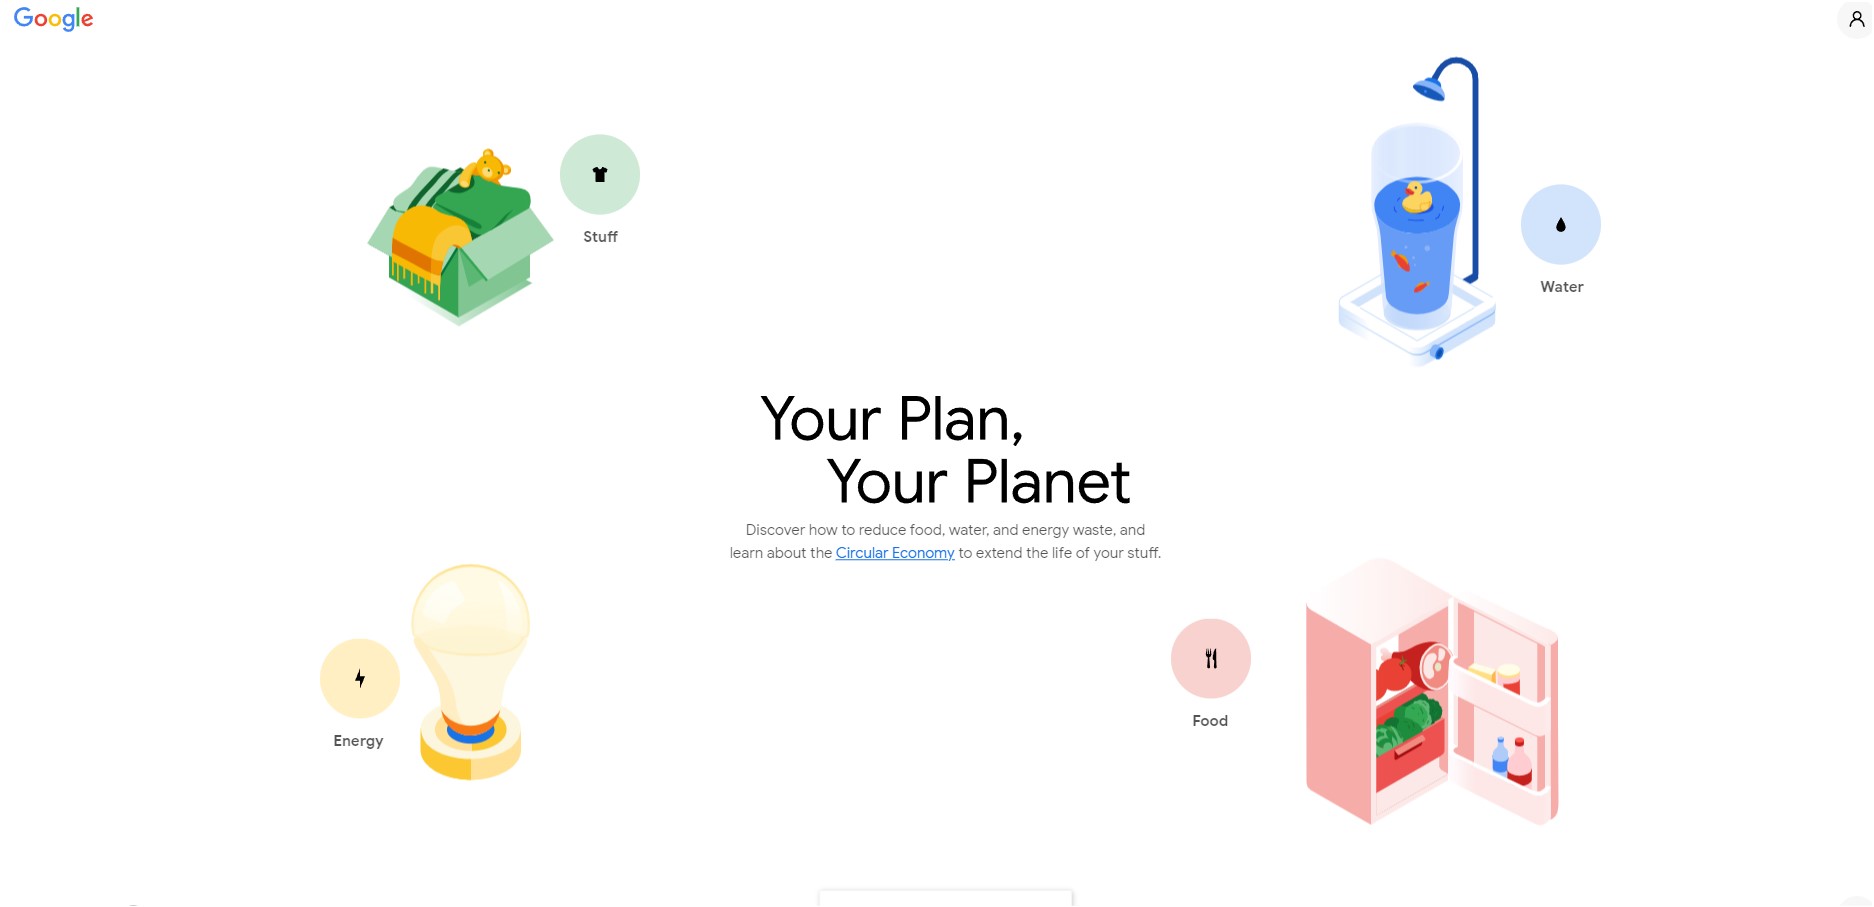 Google
Stuff
Water
Your Plan,
Your Planet
Discover how to reduce food, water, and energy waste, and
learn about the Circular Economy to extend the life of your stuff.
Energy
Food